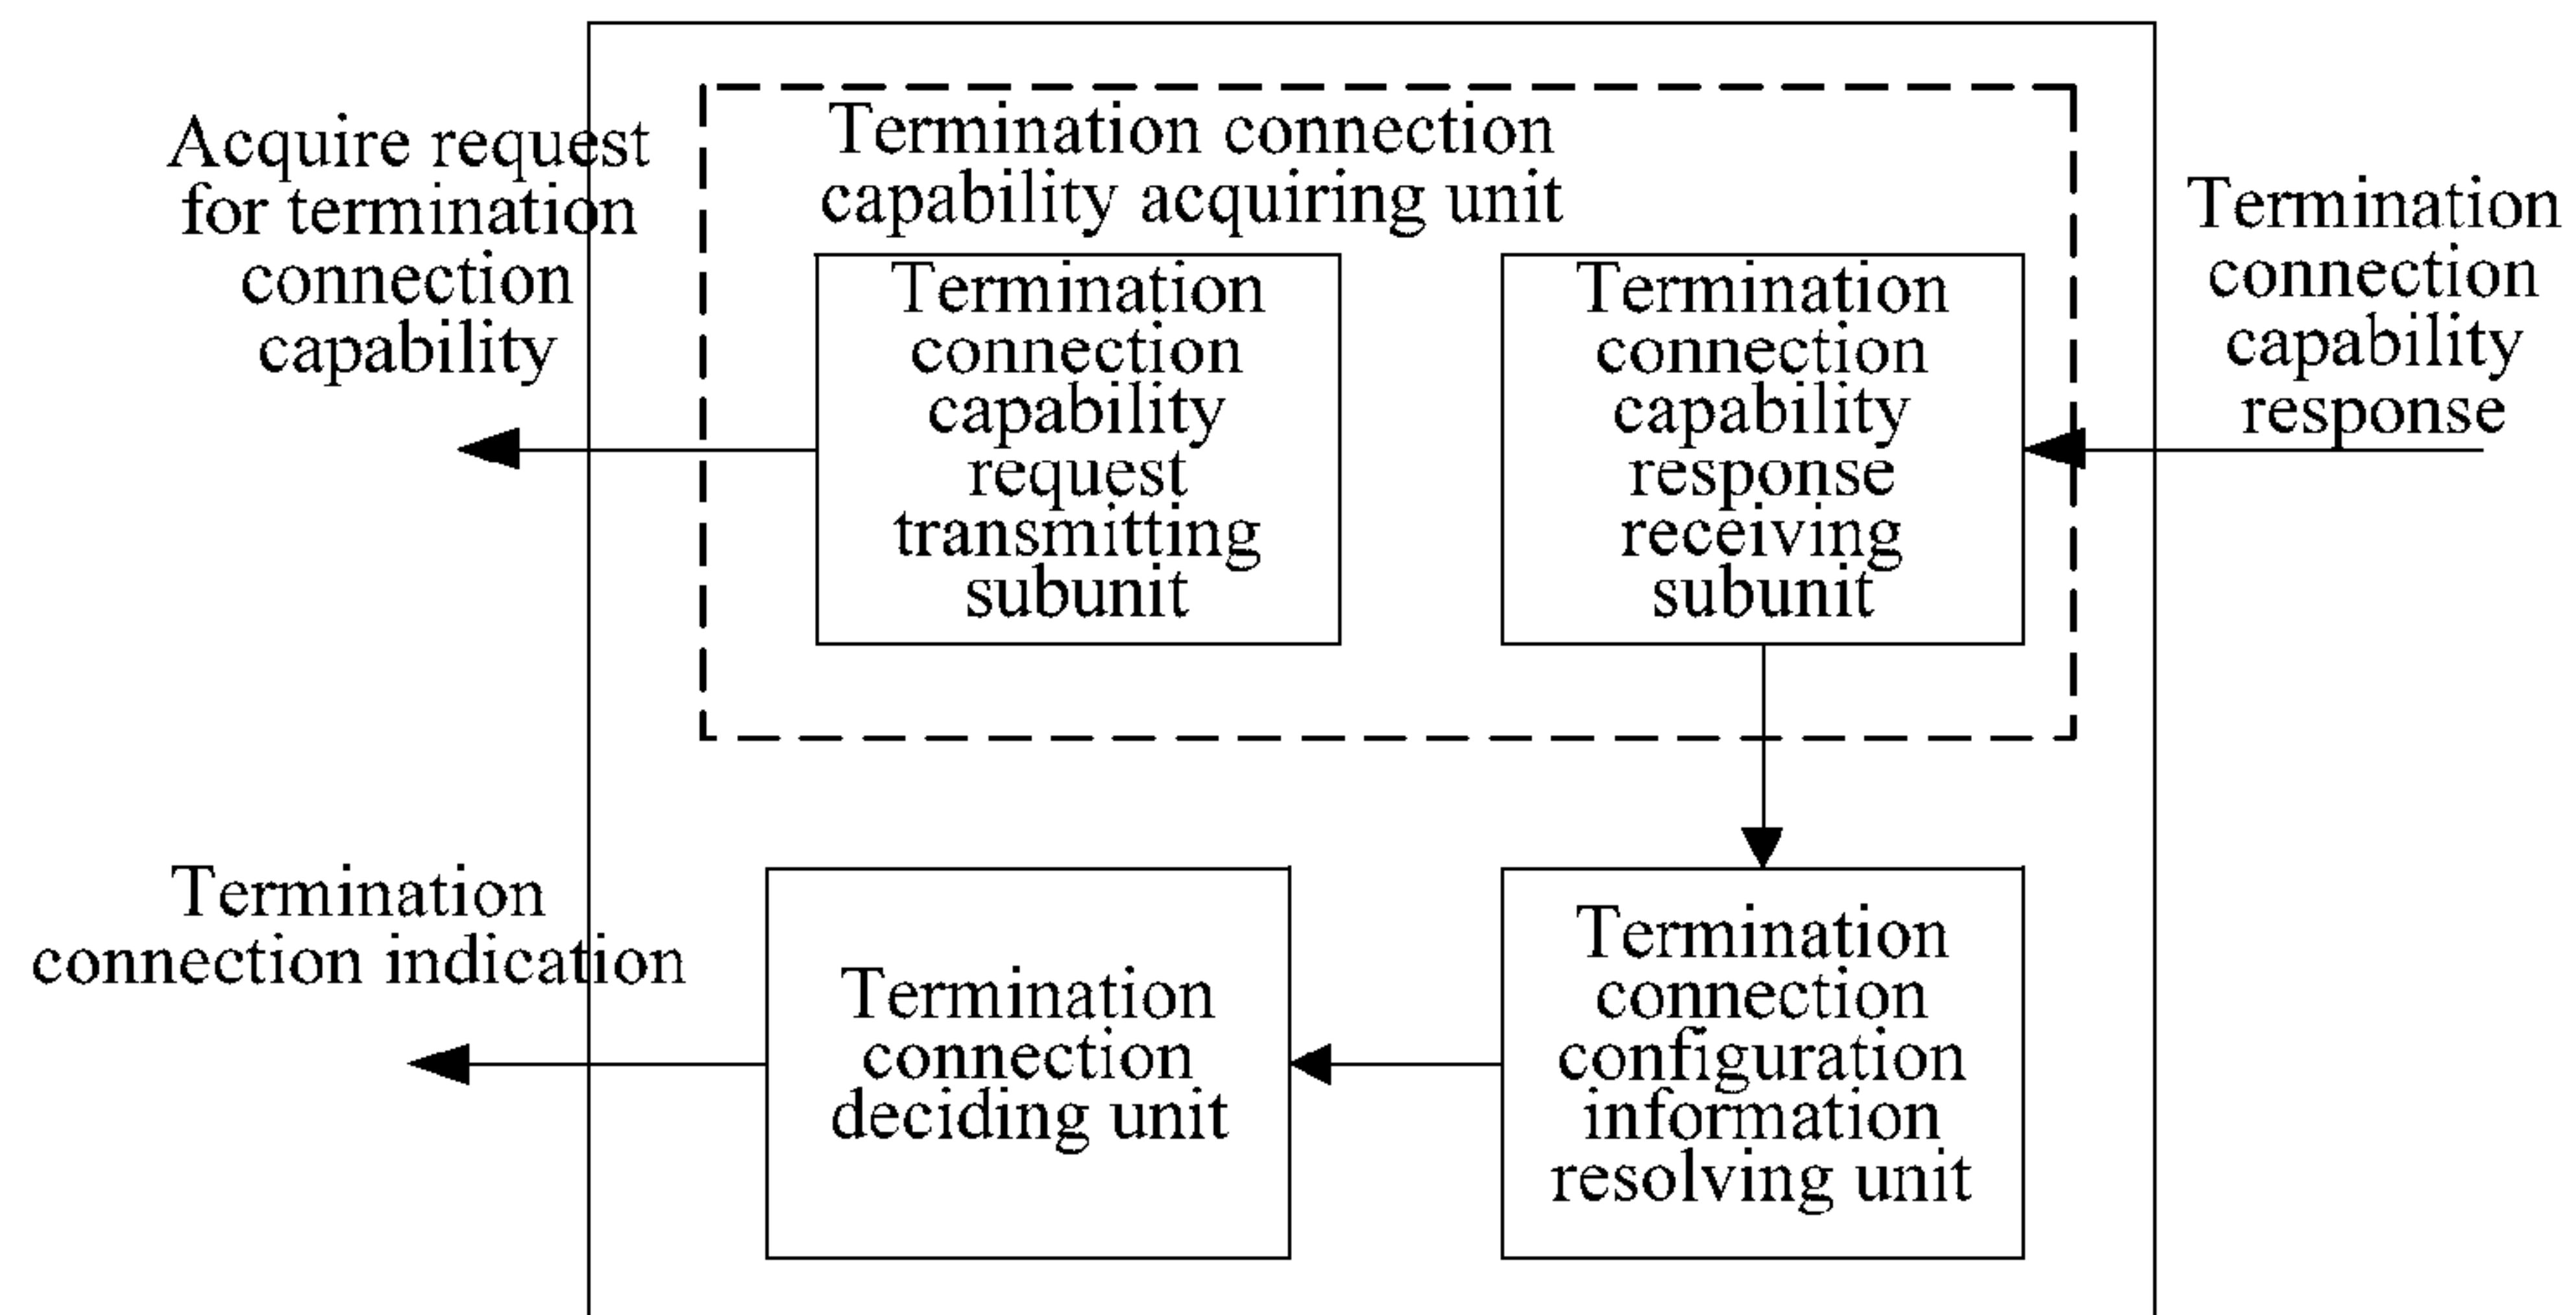 Acquire request
for termination
connection
capability
Termination connection
capability acquiring unit
Termination
connection
capability
request
transmitting
subunit
Termination
connection
capability
response
receiving
subunit
Termination
connection
capability
response
Termination
connection indication
Termination
connection
deciding unit
Termination
connection
configuration
information
resolving unit